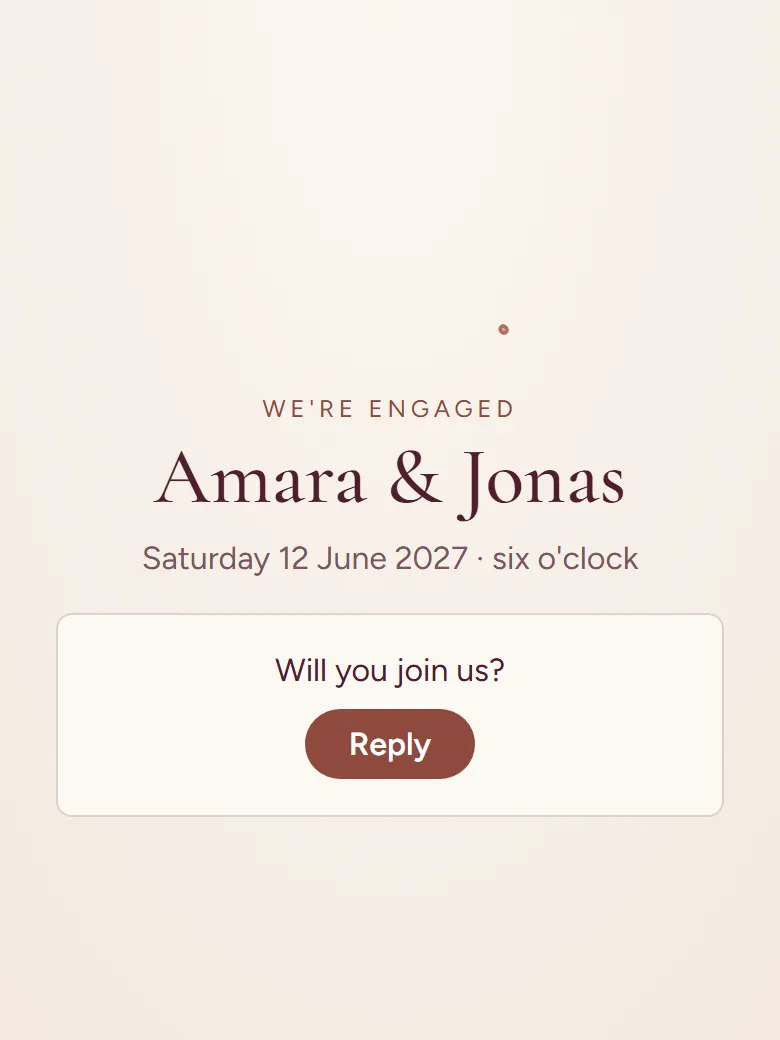 WE'RE ENGAGED
Amara & Jonas
Saturday 12 June 2027 · six o'clock
Will you join us?
Reply